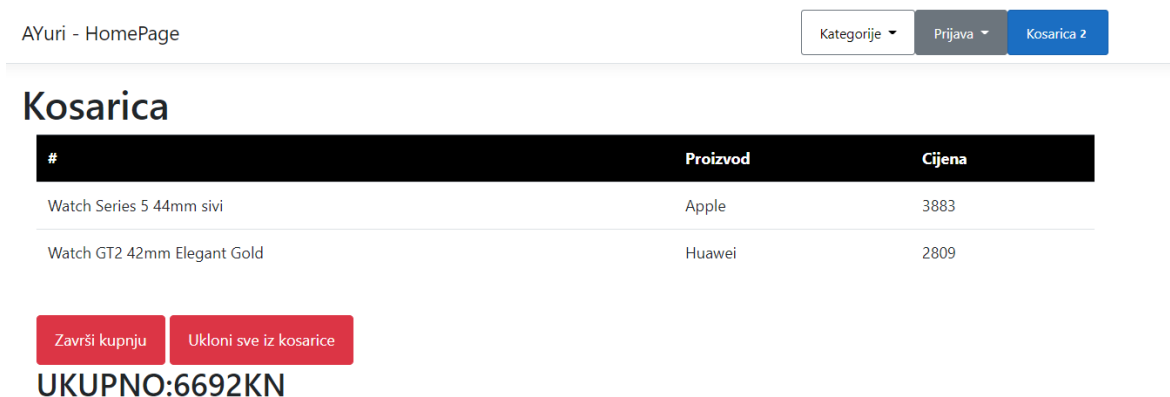 AYuri - HomePage Kategorije Prijava Kosarica 2
Kosarica
# Proizvod Cijena
Watch Series 5 44mm sivi Apple 3883
Watch GT2 42mm Elegant Gold Huawei 2809
Završi kupnju Ukloni sve iz kosarice
UKUPNO:6692KN